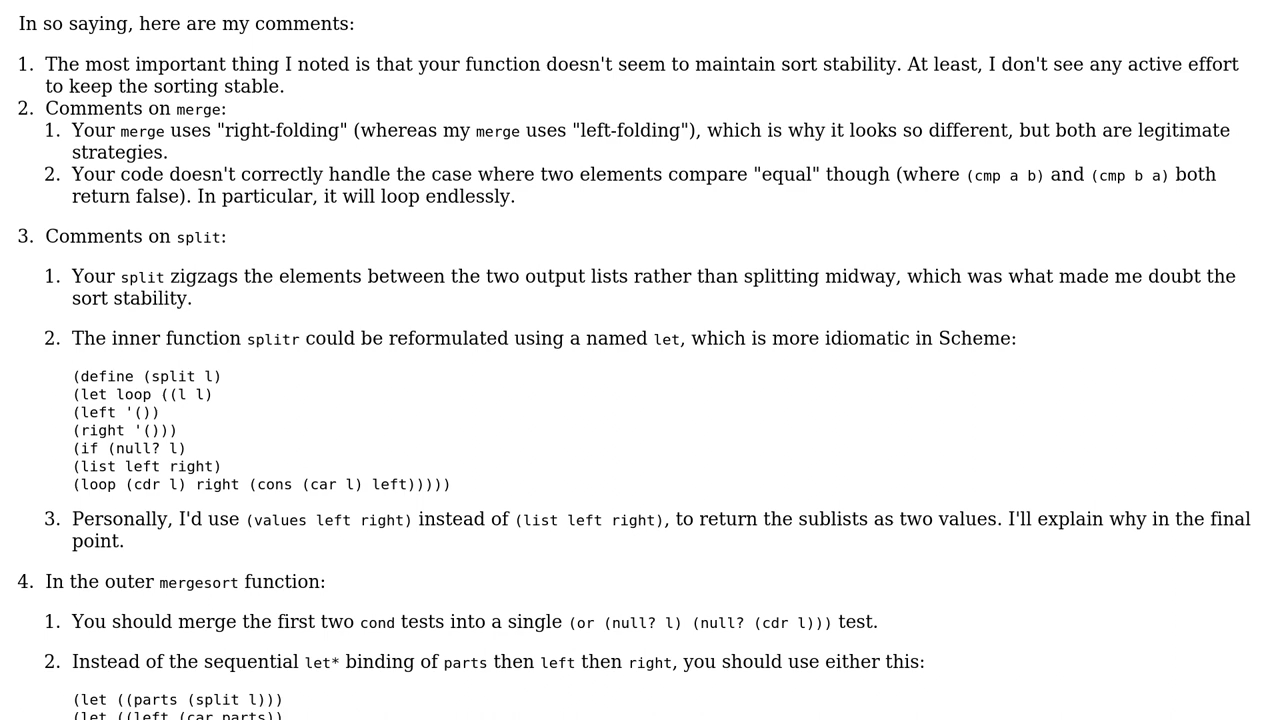 In so saying, here are my comments:
1. The most important thing I noted is that your function doesn't seem to maintain sort stability. At least, I don't see any active effort
to keep the sorting stable.
2. Comments on merge:
1. Your merge uses "right-folding" (whereas my merge uses "left-folding"), which is why it looks so different, but both are legitimate
strategies.
2. Your code doesn't correctly handle the case where two elements compare "equal" though (where (cmp a b) and (cmp b a) both
return false). In particular, it will loop endlessly.
3. Comments on split:
1. Your split zigzags the elements between the two output lists rather than splitting midway, which was what made me doubt the
sort stability.
2. The inner function splitr could be reformulated using a named let, which is more idiomatic in Scheme:
(define (split l)
(let loop ((l l)
(left '())
(right '()))
(if (null? l)
(list left right)
(loop (cdr l) right (cons (car l) left)))))
3. Personally, I'd use (values left right) instead of (list left right), to return the sublists as two values. I'll explain why in the final
point.
4. In the outer mergesort function:
1. You should merge the first two cond tests into a single (or (null? l) (null? (cdr l))) test.
2. Instead of the sequential let* binding of parts then left then right, you should use either this:
(let ((parts (split l)))
(let ((left (car parts))